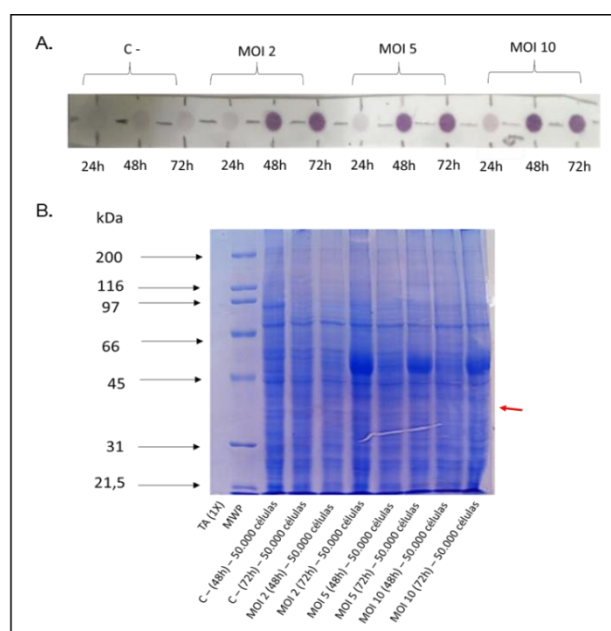 A.
C - MOI 2 MOI 5 MOI 10
24h 48h 72h 24h 48h 72h 24h 48h 72h 24h 48h 72h
B.
kDa
200
116
97
66
45
31
21,5
TA (1X)
MWP
C – (48h) – 50.000 células
C – (72h) – 50.000 células
MOI 2 (48h) – 50.000 células
MOI 2 (72h) – 50.000 células
MOI 5 (48h) – 50.000 células
MOI 5 (72h) – 50.000 células
MOI 10 (48h) – 50.000 células
MOI 10 (72h) – 50.000 células